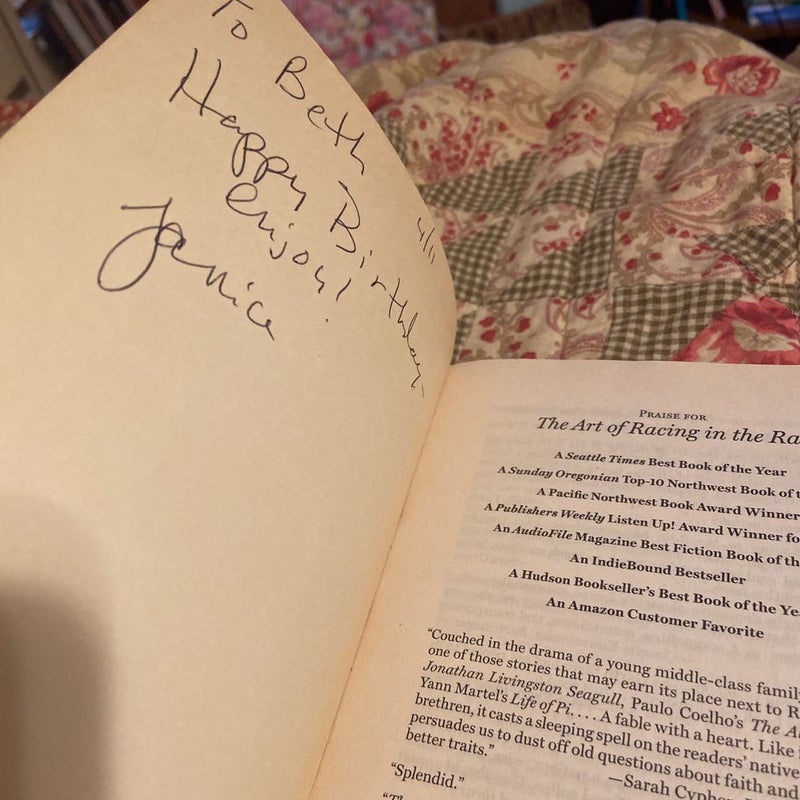 To Beth
Happy Birthday
4/11
enjoy!
Janice
PRAISE FOR
The Art of Racing in the Ra
A Seattle Times Best Book of the Year
A Sunday Oregonian Top-10 Northwest Book of t
A Pacific Northwest Book Award Winner
A Publishers Weekly Listen Up! Award Winner fo
An AudioFile Magazine Best Fiction Book of th
An IndieBound Bestseller
A Hudson Bookseller's Best Book of the Ye
An Amazon Customer Favorite
“Couched in the drama of a young middle-class famil
one of those stories that may earn its place next to R
Jonathan Livingston Seagull, Paulo Coelho's The A
Yann Martel's Life of Pi. . . . A fable with a heart. Like
brethren, it casts a sleeping spell on the readers' native
persuades us to dust off old questions about faith and
better traits.”
—Sarah Cyphe
“Splendid.”